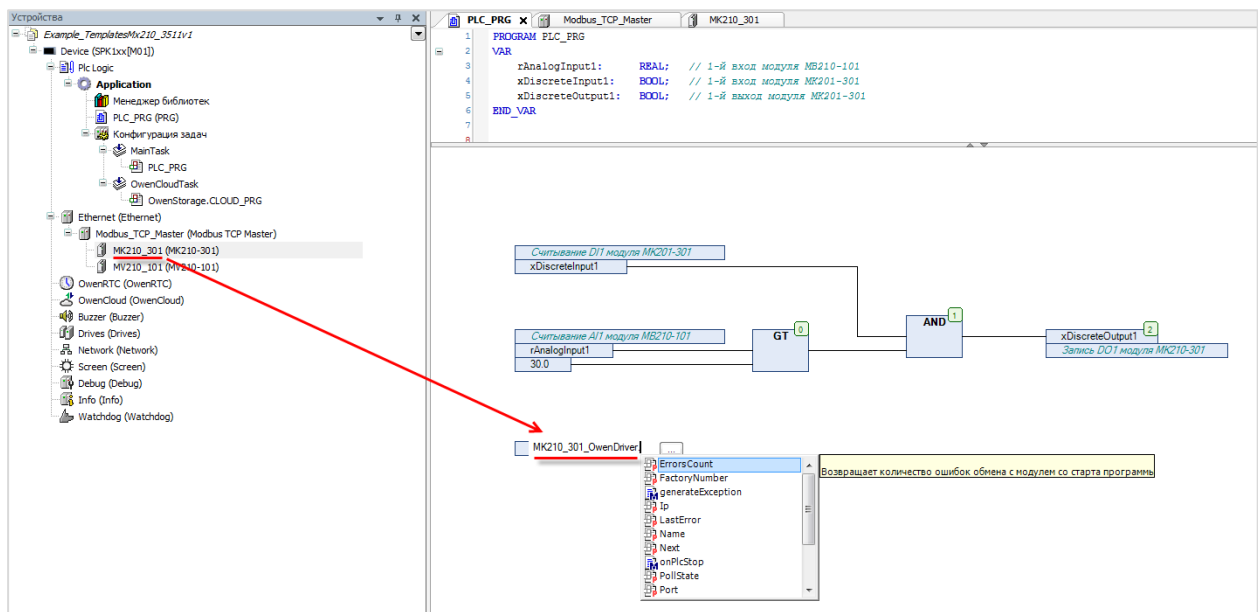 Устройства
Example_TemplatesMx210_3511v1
Device (SPK1xx[M01])
Plc Logic
Application
Менеджер библиотек
PLC_PRG (PRG)
Конфигурация задач
MainTask
PLC_PRG
OwenCloudTask
OwenStorage.CLOUD_PRG
Ethernet (Ethernet)
Modbus_TCP_Master (Modbus TCP Master)
MK210_301 (MK210-301)
MV210_101 (MV210-101)
OwenRTC (OwenRTC)
OwenCloud (OwenCloud)
Buzzer (Buzzer)
Drives (Drives)
Network (Network)
Screen (Screen)
Debug (Debug)
Info (Info)
Watchdog (Watchdog)
PLC_PRG Modbus_TCP_Master MK210_301
1 PROGRAM PLC_PRG
2 VAR
3 rAnalogInput1: REAL; // 1-й вход модуля МВ210-101
4 xDiscreteInput1: BOOL; // 1-й вход модуля МК201-301
5 xDiscreteOutput1: BOOL; // 1-й выход модуля МК201-301
6 END_VAR
7
8
Считывание DI1 модуля МК201-301
xDiscreteInput1
Считывание AI1 модуля МВ210-101
rAnalogInput1
30.0
GT 0
AND 1
xDiscreteOutput1 2
Запись DO1 модуля МК210-301
MK210_301_OwenDriver.
...
ErrorsCount
FactoryNumber
generateException
Ip
LastError
Name
Next
onPlcStop
PollState
Port
Возвращает количество ошибок обмена с модулем со старта программы